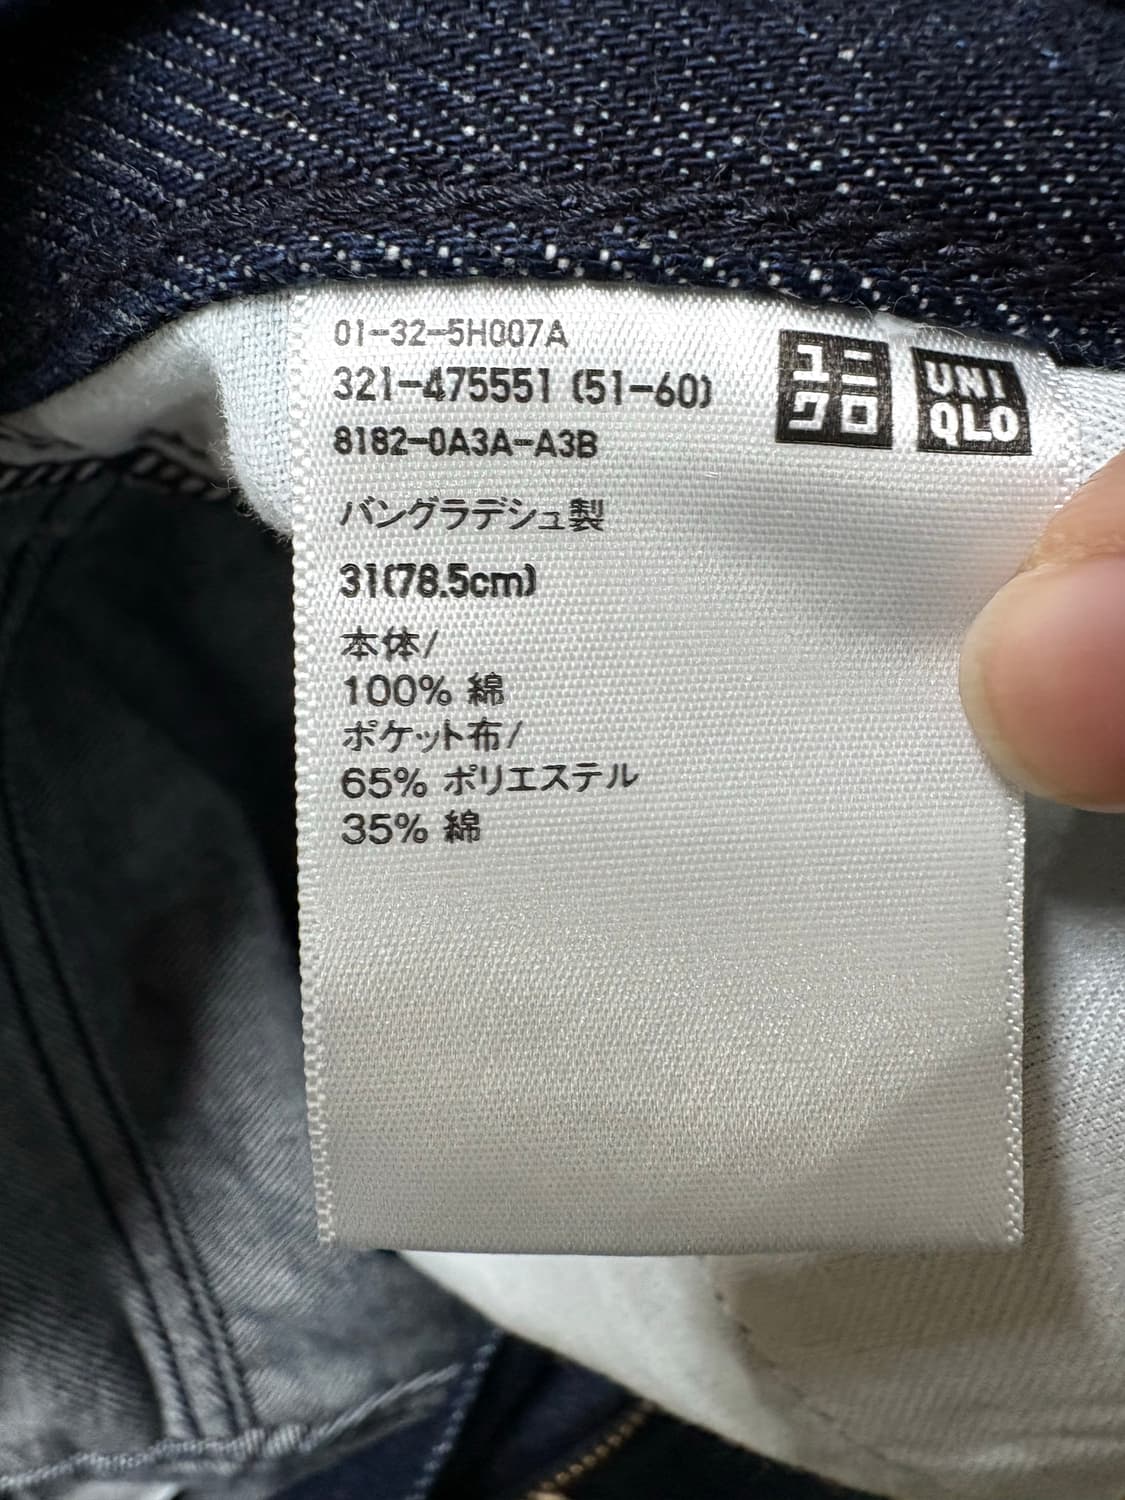 01-32-5H007A
321-475551 (51-60)
8182-0A3A-A3B
ユニ
クロ
UNI
QLO
バングラデシュ製
31(78.5cm)
本体/
100% 綿
ポケット布/
65% ポリエステル
35% 綿